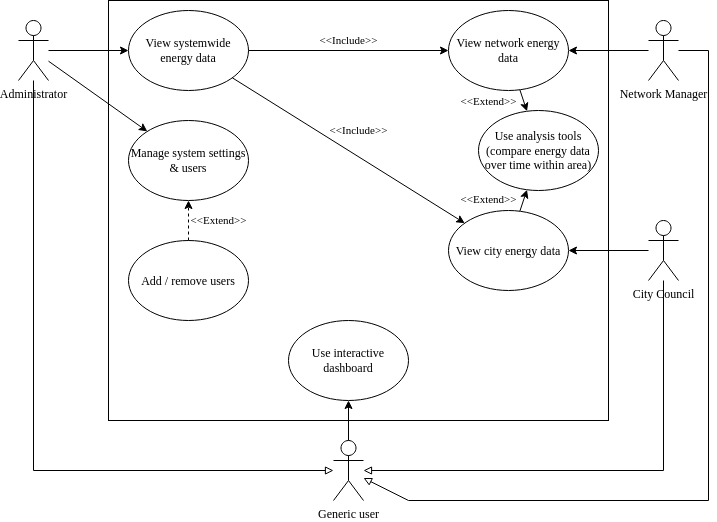 View systemwide
energy data
<<Include>>
View network energy
data
Administrator
Network Manager
<<Extend>>
Use analysis tools
(compare energy data
over time within area)
<<Include>>
Manage system settings
& users
<<Extend>>
<<Extend>>
View city energy data
Add / remove users
City Council
Use interactive
dashboard
Generic user